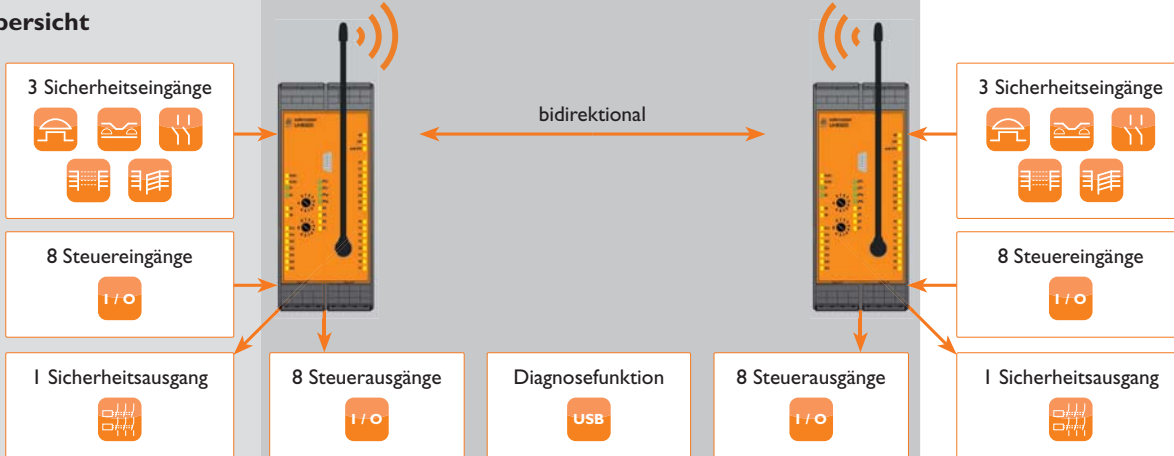 bersicht
3 Sicherheitseingänge
8 Steuereingänge
I / O
1 Sicherheitsausgang
8 Steuerausgänge
I / O
bidirektional
Diagnosefunktion
USB
8 Steuerausgänge
I / O
3 Sicherheitseingänge
8 Steuereingänge
I / O
1 Sicherheitsausgang